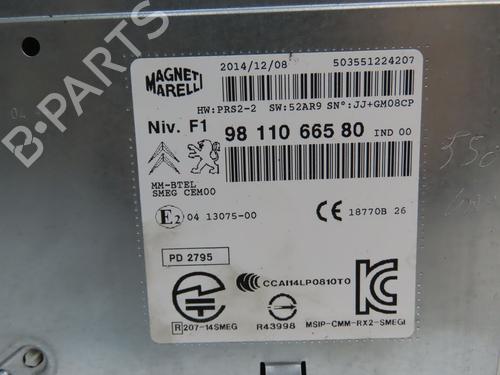 MAGNETI
MARELLI
2014/12/08
503551224207
HW:PRS2-2 SW:52AR9 SN°:JJ+GM08CP
Niv. F1
98 110 665 80 IND 00
MM-BTEL
SMEG CEM00
E2 04 13075-00
CE 18770B 26
PD 2795
CCAI14LP0810T0
R 207-14SMEG
R43998
MSIP-CMM-RX2-SMEGI
B-PARTS